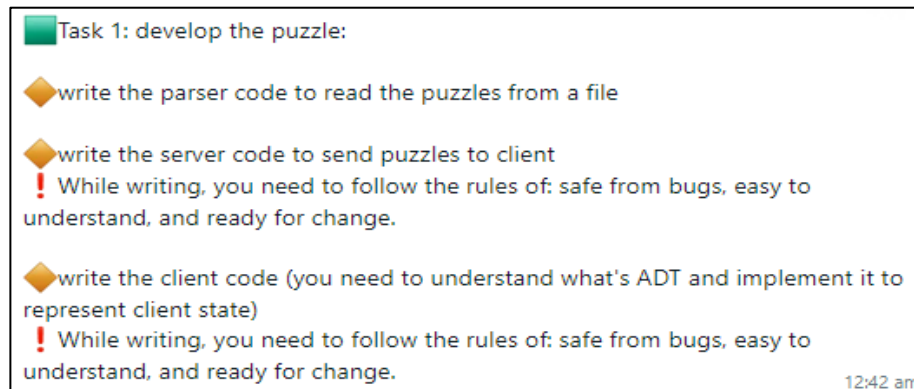 🟩Task 1: develop the puzzle:
🔶write the parser code to read the puzzles from a file
🔶write the server code to send puzzles to client
❗ While writing, you need to follow the rules of: safe from bugs, easy to
understand, and ready for change.
🔶write the client code (you need to understand what's ADT and implement it to
represent client state)
❗ While writing, you need to follow the rules of: safe from bugs, easy to
understand, and ready for change.
12:42 am